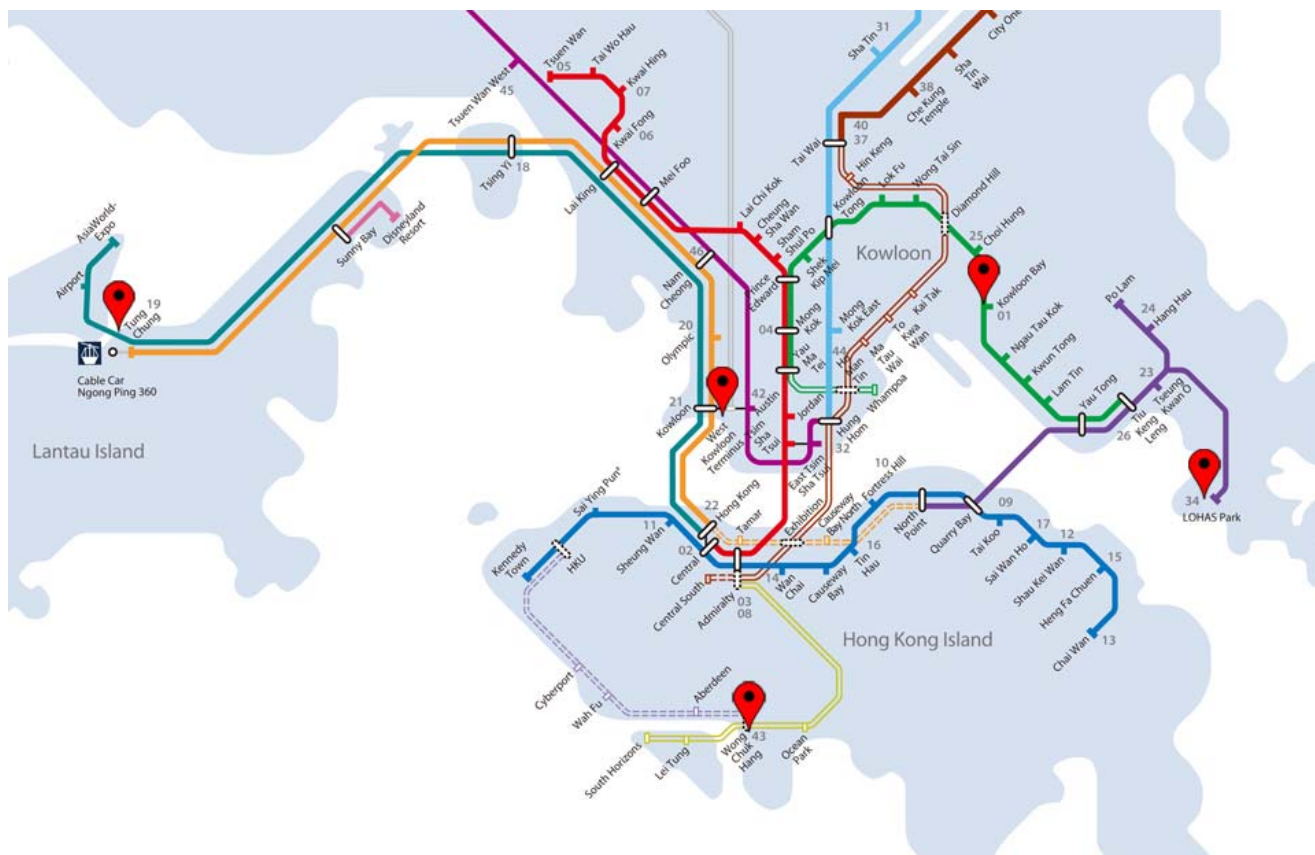 Tsuen Wan West
45
Tsuen Wan
05
Tai Wo Hau
Kwai Hing
07
Kwai Fong
06
Sha Tin
31
City One
Sha
Tin
Wai
38
Che Kung
Temple
40
37
Tai Wai
Hin Keng
Tsing Yi
18
Lai King
Mei Foo
Lai Chi Kok
Cheung
Sha Wan
Sham
Shui Po
Kowloon
Tong
Lok Fu
Wong Tai Sin
Diamond Hill
25
Choi Hung
Kowloon
AsiaWorld-
Expo
Airport
Sunny Bay
Disneyland
Resort
46
Nam
Cheong
Prince
Edward
Shek
Kip Mei
Kowloon Bay
01
19
Tung
Chung
Cable Car
Ngong Ping 360
20
Olympic
04
Mong
Kok
Mong
Kok East
44
Kai Tak
To
Kwa
Wan
Ma
Tau
Wai
Ho
Man
Tin
Whampoa
Yau
Ma
Tei
Ngau Tau Kok
Kwun Tong
Lam Tin
Yau Tong
Po Lam
24
Hang Hau
23
Tseung
Kwan O
Tiu
Keng
Leng
26
21
Kowloon
West
Kowloon
Terminus
42
Austin
Jordan
Tsim
Sha
Tsui
East Tsim
Sha Tsui
Hung
Hom
32
Lantau Island
34
LOHAS Park
Sai Ying Pun'
Kennedy
Town
HKU
11
Sheung Wan
22
Hong Kong
02
Central
Tamar
Exhibition
Causeway
Bay North
10
Fortress Hill
North
Point
Quarry Bay
09
Tai Koo
17
Sai Wan Ho
12
Shau Kei Wan
15
Heng Fa Chuen
Chai Wan
13
Central South
Admiralty
03
08
14
Wan
Chai
Causeway
Bay
16
Tin
Hau
Hong Kong Island
Cyberport
Wah Fu
Aberdeen
South Horizons
Lei Tung
Wong
Chuk
Hang
43
Ocean
Park